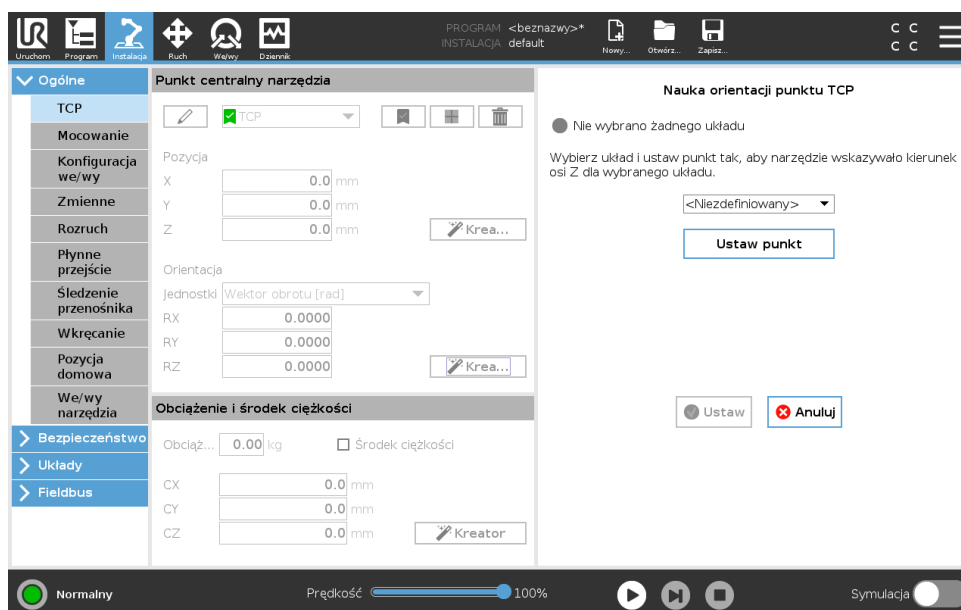 PROGRAM <beznazwy>*
INSTALACJA default
C C
C C
UR
Uruchom
Program
Instalacja
Ruch
We/wy
Dziennik
Nowy...
Otwórz...
Zapisz...
Ogólne
TCP
Mocowanie
Konfiguracja
we/wy
Zmienne
Rozruch
Płynne
przejście
Śledzenie
przenośnika
Wkręcanie
Pozycja
domowa
We/wy
narzędzia
Bezpieczeństwo
Układy
Fieldbus
Punkt centralny narzędzia
TCP
Pozycja
X 0.0 mm
Y 0.0 mm
Z 0.0 mm
Krea...
Orientacja
Jednostki Wektor obrotu [rad]
RX 0.0000
RY 0.0000
RZ 0.0000
Krea...
Obciążenie i środek ciężkości
Obciąż... 0.00 kg
Środek ciężkości
CX 0.0 mm
CY 0.0 mm
CZ 0.0 mm
Kreator
Nauka orientacji punktu TCP
Nie wybrano żadnego układu
Wybierz układ i ustaw punkt tak, aby narzędzie wskazywało kierunek
osi Z dla wybranego układu.
<Niezdefiniowany>
Ustaw punkt
Ustaw
Anuluj
Normalny
Prędkość 100%
Symulacja